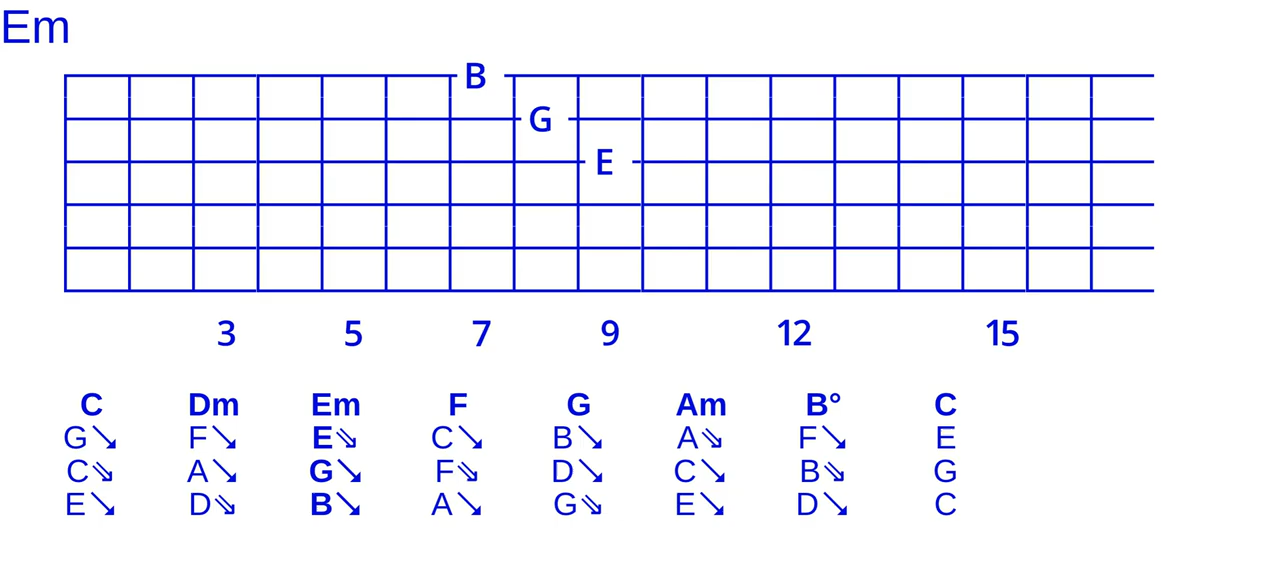 Em
B
G
E
3 5 7 9 12 15
C Dm Em F G Am B° C
G↘ F↘ E⇘ C↘ B↘ A⇘ F↘ E
C⇘ A↘ G↘ F⇘ D↘ C↘ B⇘ G
E↘ D⇘ B↘ A↘ G⇘ E↘ D↘ C